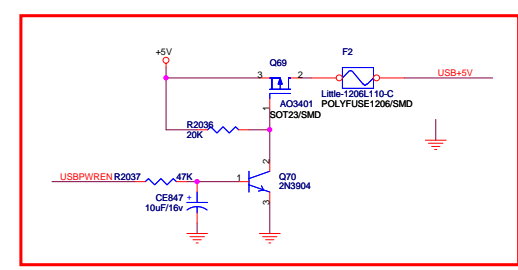 +5V
Q69
F2
3
2
USB+5V
1
AO3401
SOT23/SMD
Little-1206L110-C
POLYFUSE1206/SMD
R2036
20K
USBPWREN
R2037
47K
1
2
3
Q70
2N3904
CE847
+
10uF/16v